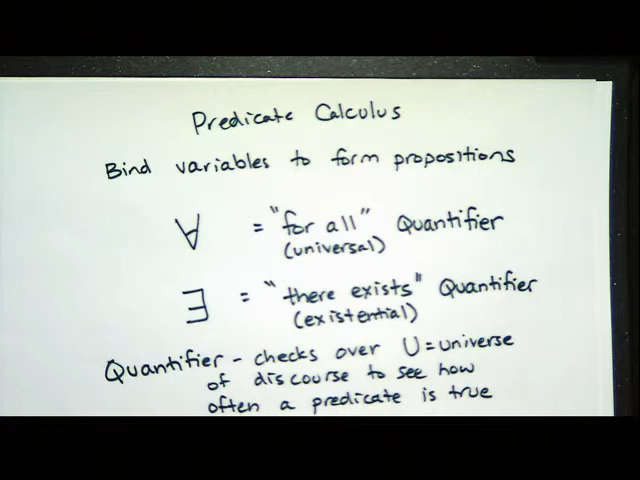 Predicate Calculus
Bind variables to form propositions
∀ = "for all" Quantifier
(universal)
∃ = "there exists" Quantifier
(existential)
Quantifier - checks over U = universe
of discourse to see how
often a predicate is true